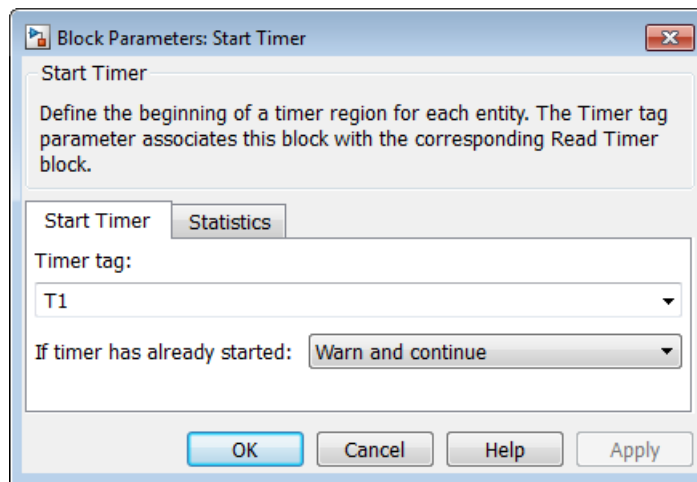 Block Parameters: Start Timer
Start Timer
Define the beginning of a timer region for each entity. The Timer tag
parameter associates this block with the corresponding Read Timer
block.
Start Timer Statistics
Timer tag:
T1
If timer has already started: Warn and continue
OK Cancel Help Apply